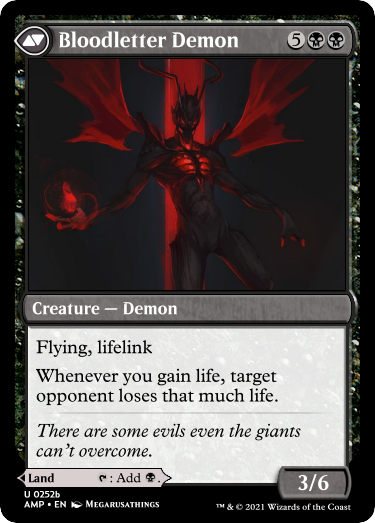 Bloodletter Demon 5
Creature — Demon
Flying, lifelink
Whenever you gain life, target
opponent loses that much life.
There are some evils even the giants
can't overcome.
Land : Add .
3/6
U 0252b
AMP • EN Megarusathings
™ & © 2021 Wizards of the Coast